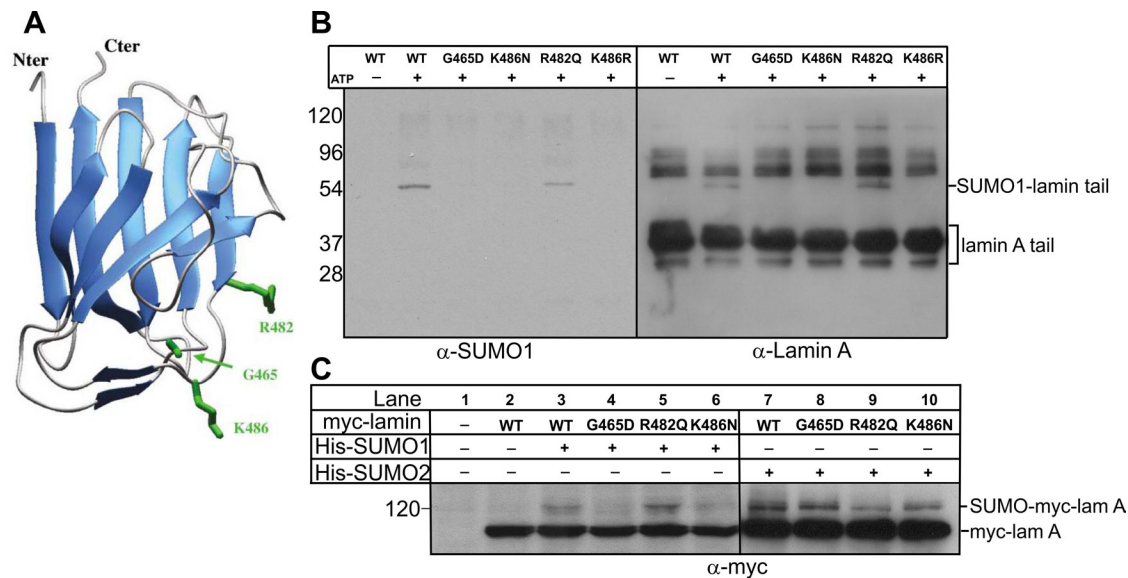 A
Nter
Cter
R482
G465
K486
B
WT WT G465D K486N R482Q K486R WT WT G465D K486N R482Q K486R
ATP – + + + + + – + + + + +
120
96
54
37
28
SUMO1-lamin tail
lamin A tail
α-SUMO1 α-Lamin A
C
Lane 1 2 3 4 5 6 7 8 9 10
myc-lamin – WT WT G465D R482Q K486N WT G465D R482Q K486N
His-SUMO1 – – + + + + – – – –
His-SUMO2 – – – – – – + + + +
120
SUMO-myc-lam A
myc-lam A
α-myc